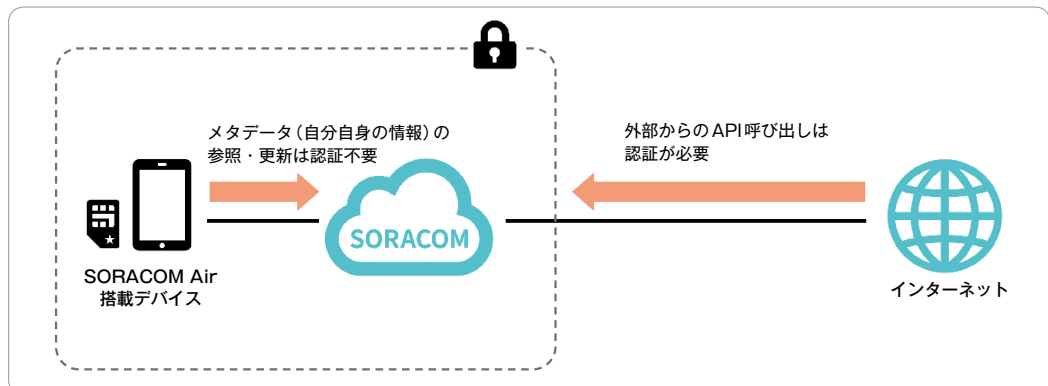 メタデータ（自分自身の情報）の
参照・更新は認証不要
外部からのAPI呼び出しは
認証が必要
SORACOM
SORACOM Air
搭載デバイス
インターネット